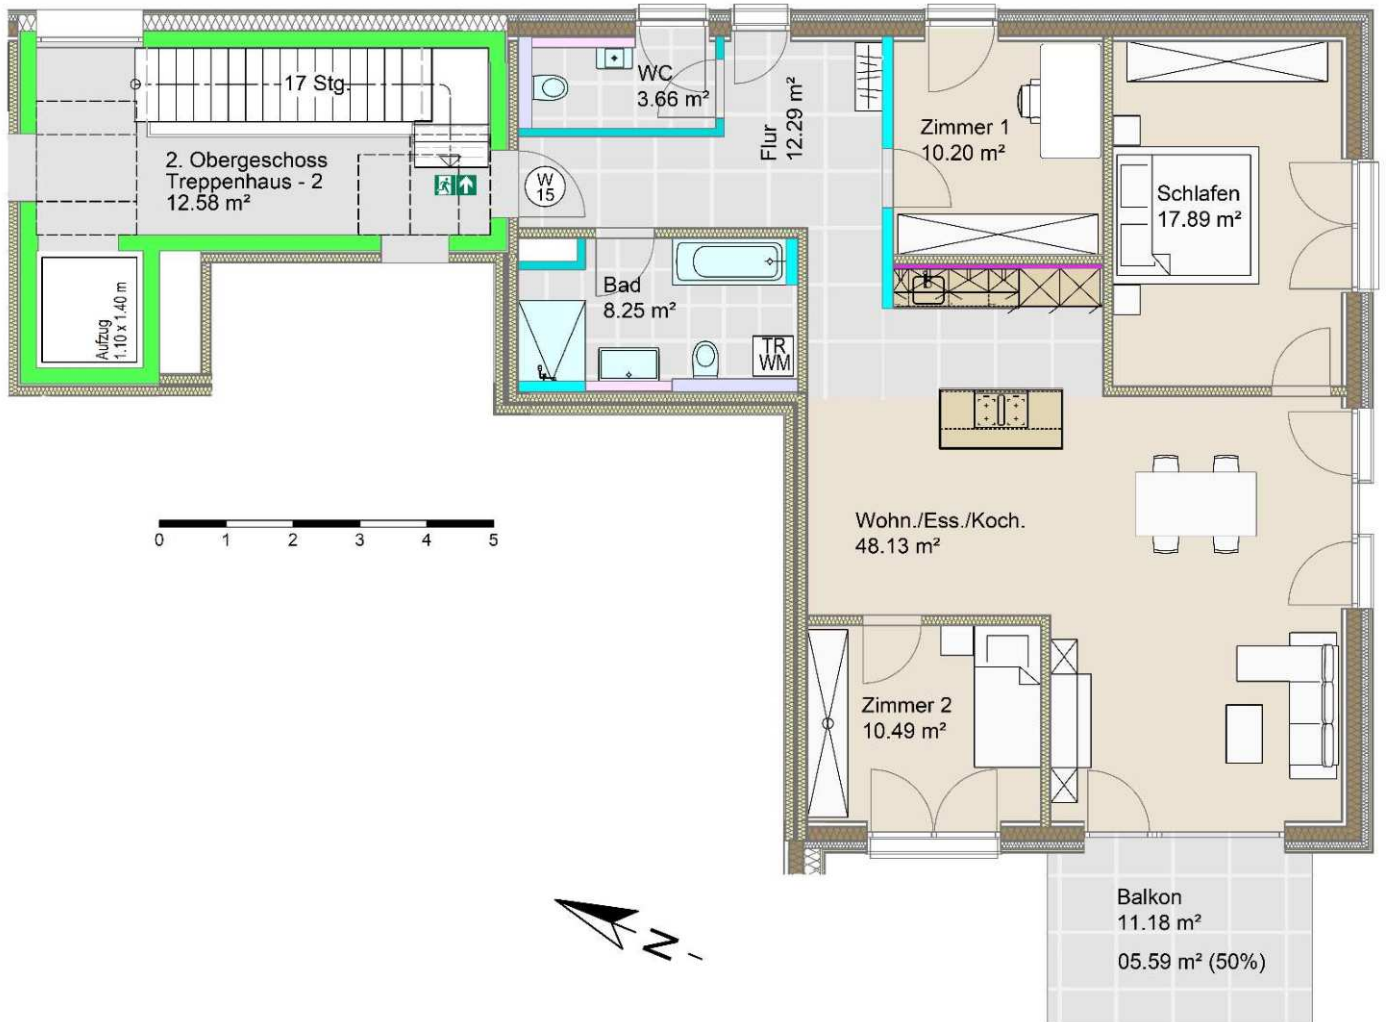 17 Stg.
2. Obergeschoss
Treppenhaus - 2
12.58 m²
Aufzug
1.10 x 1.40 m
WC
3.66 m²
Flur
12.29 m²
W
15
Zimmer 1
10.20 m²
Schlafen
17.89 m²
Bad
8.25 m²
TR
WM
Wohn./Ess./Koch.
48.13 m²
0 1 2 3 4 5
Zimmer 2
10.49 m²
Balkon
11.18 m²
05.59 m² (50%)
N